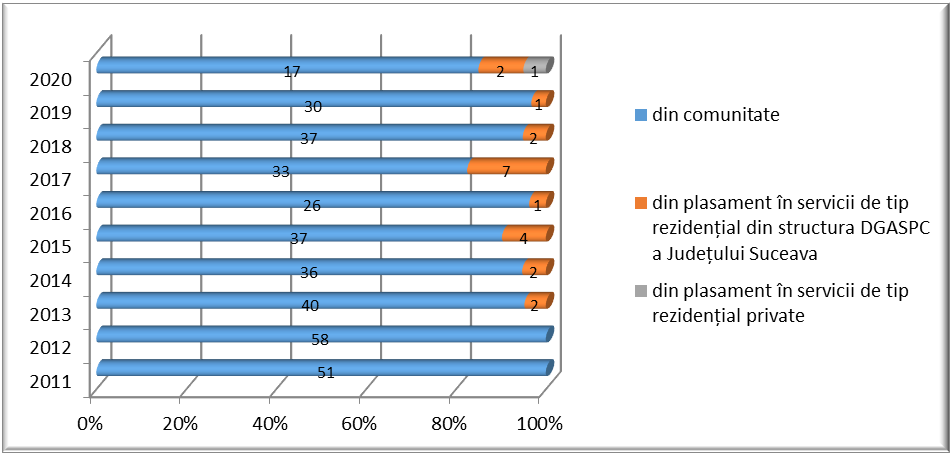 2020 17 2 1
2019 30 1
2018 37 2
2017 33 7
2016 26 1
2015 37 4
2014 36 2
2013 40 2
2012 58
2011 51
0% 20% 40% 60% 80% 100%
din comunitate
din plasament în servicii de tip
rezidențial din structura DGASPC
a Județului Suceava
din plasament în servicii de tip
rezidențial private